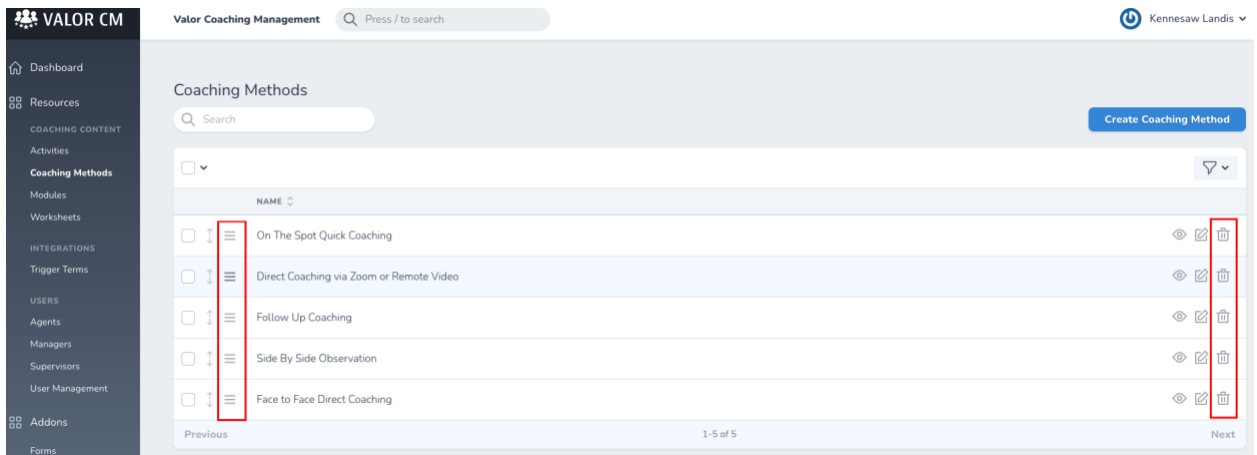 VALOR CM
Valor Coaching Management
Press / to search
Kennesaw Landis
Dashboard
Resources
COACHING CONTENT
Activities
Coaching Methods
Modules
Worksheets
INTEGRATIONS
Trigger Terms
USERS
Agents
Managers
Supervisors
User Management
Addons
Forms
Coaching Methods
Search
Create Coaching Method
NAME
On The Spot Quick Coaching
Direct Coaching via Zoom or Remote Video
Follow Up Coaching
Side By Side Observation
Face to Face Direct Coaching
Previous
1-5 of 5
Next